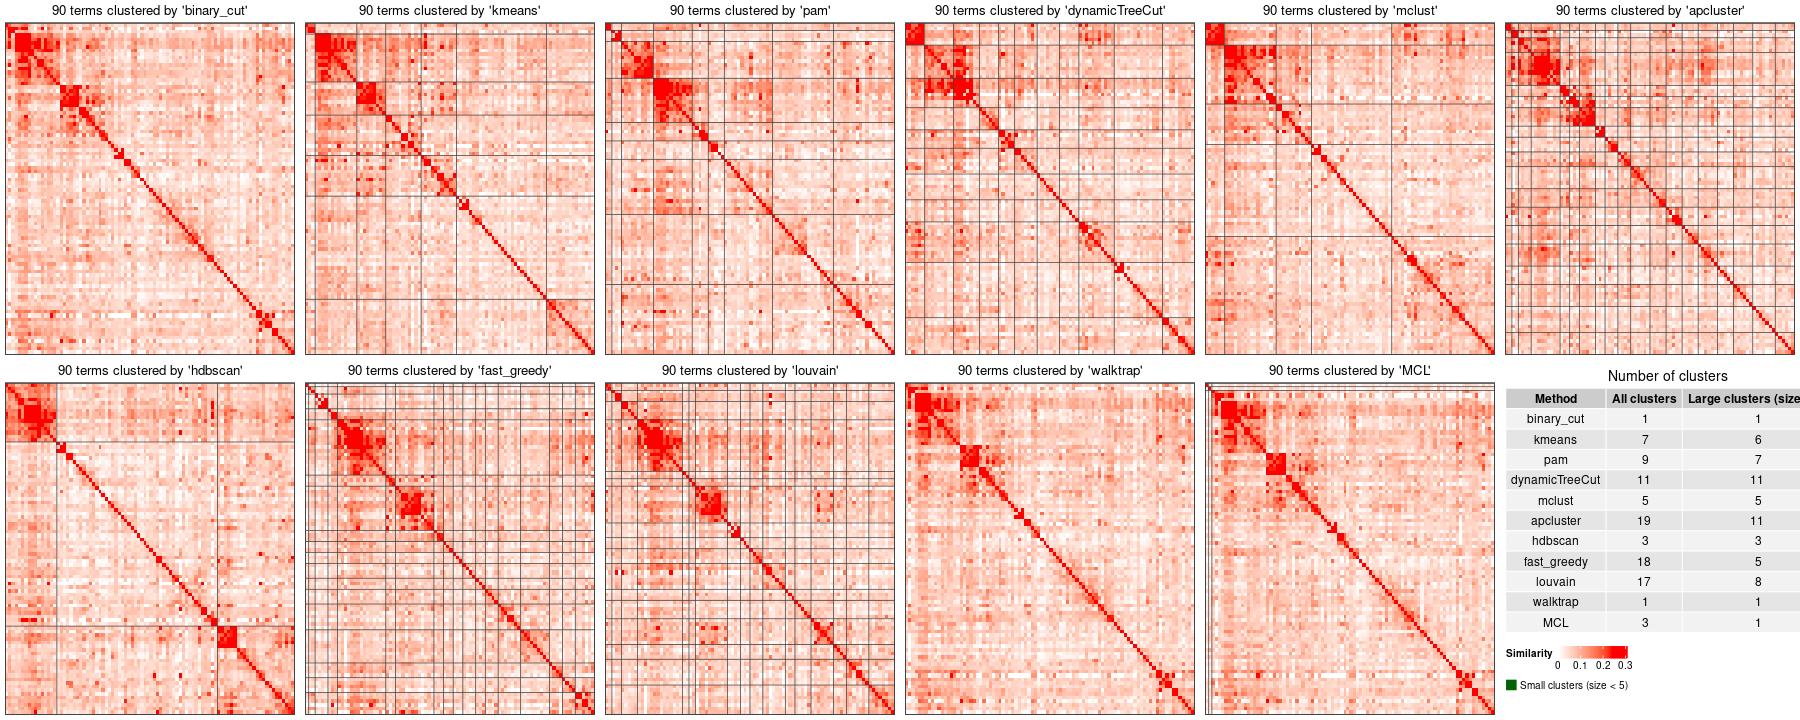 90 terms clustered by 'binary_cut'
90 terms clustered by 'kmeans'
90 terms clustered by 'pam'
90 terms clustered by 'dynamicTreeCut'
90 terms clustered by 'mclust'
90 terms clustered by 'apcluster'
90 terms clustered by 'hdbscan'
90 terms clustered by 'fast_greedy'
90 terms clustered by 'louvain'
90 terms clustered by 'walktrap'
90 terms clustered by 'MCL'
Number of clusters
Method All clusters Large clusters (size
binary_cut 1 1
kmeans 7 6
pam 9 7
dynamicTreeCut 11 11
mclust 5 5
apcluster 19 11
hdbscan 3 3
fast_greedy 18 5
louvain 17 8
walktrap 1 1
MCL 3 1
Similarity
0 0.1 0.2 0.3
Small clusters (size < 5)